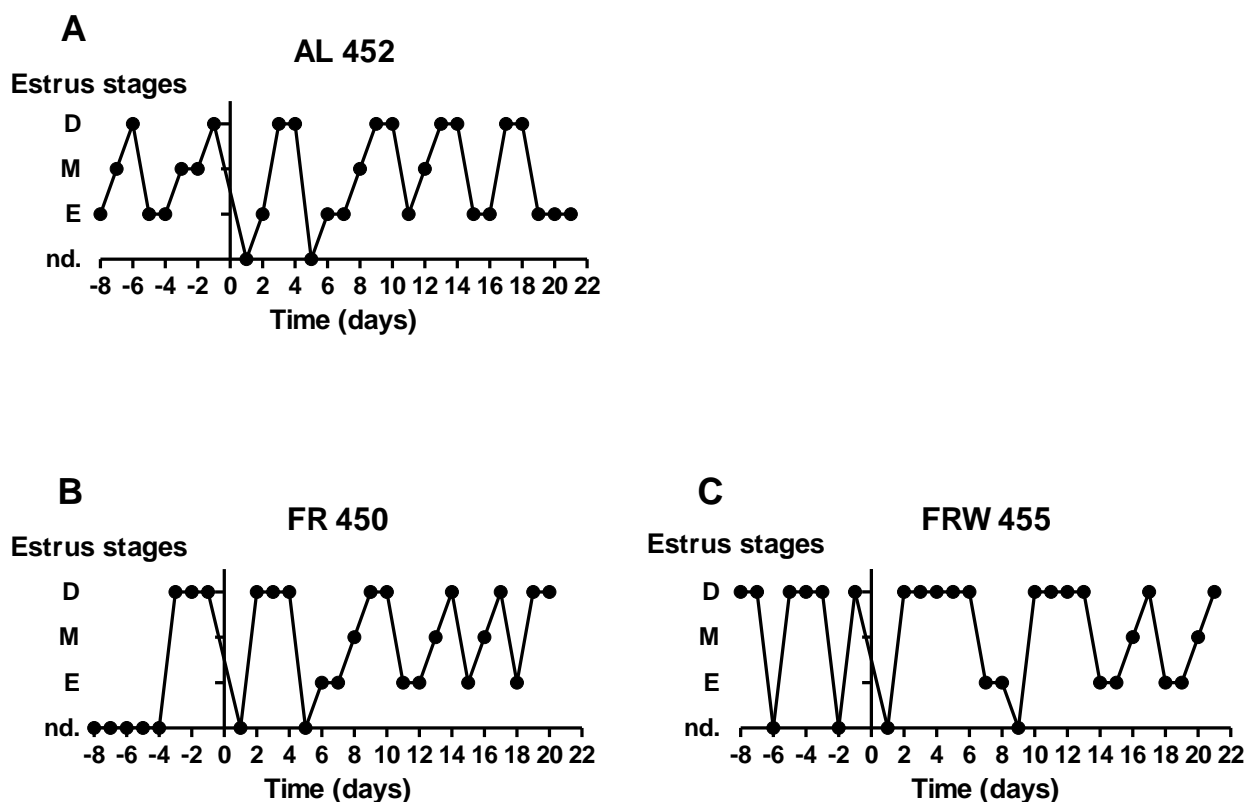 A
AL 452
Estrus stages
D
M
E
nd.
-8 -6 -4 -2 0 2 4 6 8 10 12 14 16 18 20 22
Time (days)
B
FR 450
Estrus stages
D
M
E
nd.
-8 -6 -4 -2 0 2 4 6 8 10 12 14 16 18 20 22
Time (days)
C
FRW 455
Estrus stages
D
M
E
nd.
-8 -6 -4 -2 0 2 4 6 8 10 12 14 16 18 20 22
Time (days)